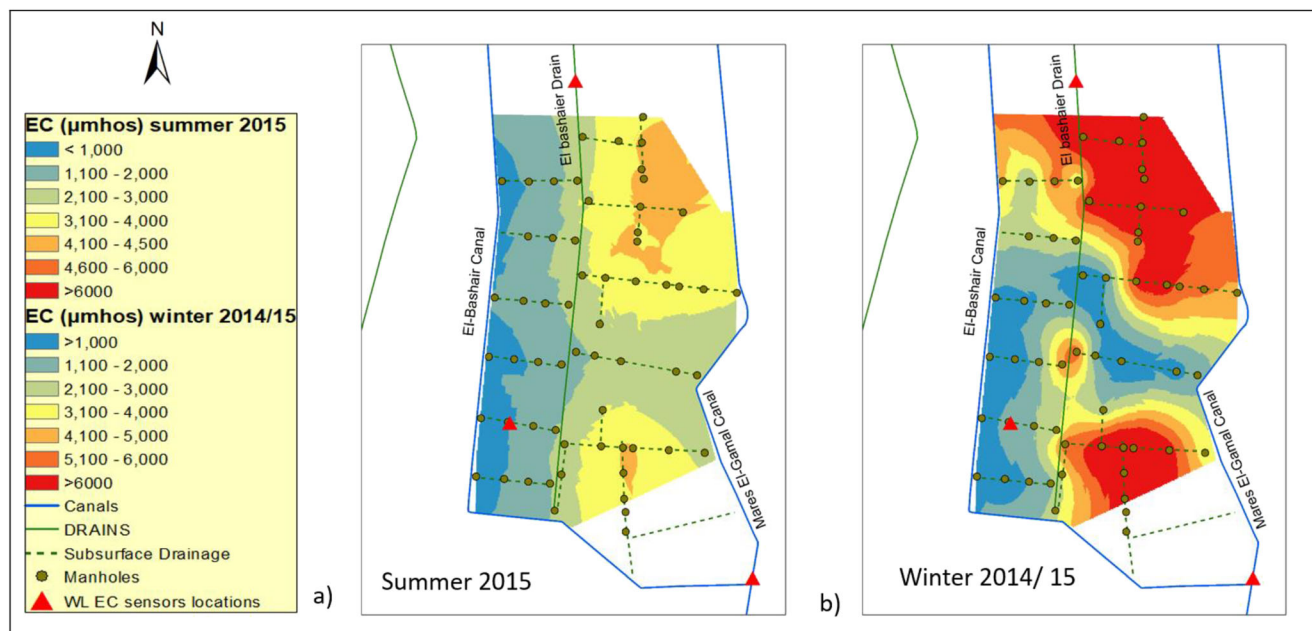 N
EC (µmhos) summer 2015
< 1,000
1,100 - 2,000
2,100 - 3,000
3,100 - 4,000
4,100 - 4,500
4,600 - 6,000
>6000
EC (µmhos) winter 2014/15
>1,000
1,100 - 2,000
2,100 - 3,000
3,100 - 4,000
4,100 - 5,000
5,100 - 6,000
>6000
Canals
DRAINS
Subsurface Drainage
Manholes
WL EC sensors locations
a)
El bashaier Drain
El-Bashair Canal
Mares El-Gamal Canal
Summer 2015
b)
El bashaier Drain
El-Bashair Canal
Mares El-Gamal Canal
Winter 2014/ 15